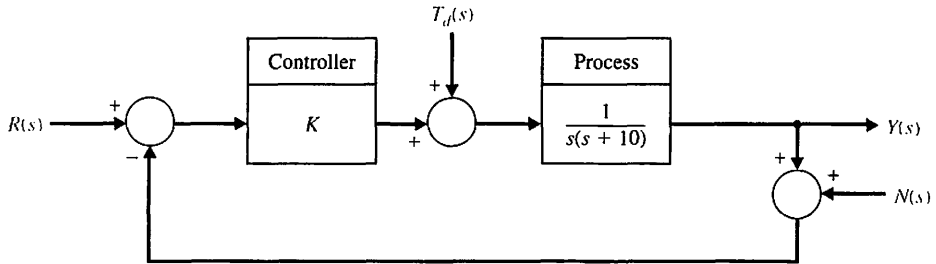 T_d(s)
Controller
Process
+
+
R(s)
K
+
1
s(s + 10)
Y(s)
−
+
+
N(s)